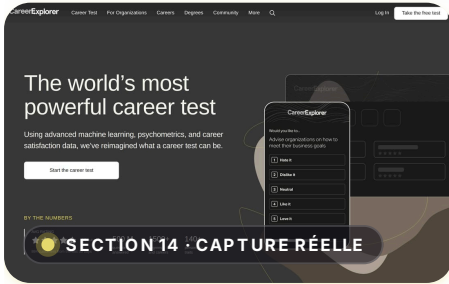 CareerExplorer
Career Test
For Organizations
Careers
Degrees
Community
More
Log In
Take the free test
The world's most
powerful career test
Using advanced machine learning, psychometrics, and career
satisfaction data, we've reimagined what a career test can be.
Start the career test
CareerExplorer
Would you like to...
Advise organizations on how to
meet their business goals
1 Hate it
2 Dislike it
3 Neutral
4 Like it
5 Love it
BY THE NUMBERS
SECTION 14 · CAPTURE RÉELLE